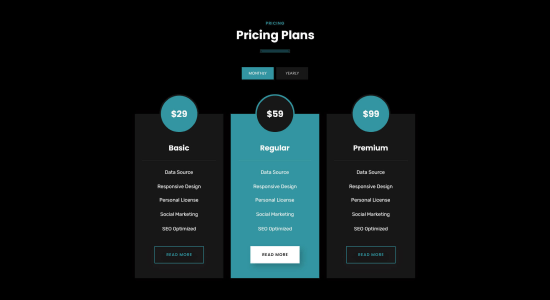 PRICING
Pricing Plans
MONTHLY
YEARLY
$29
Basic
Data Source
Responsive Design
Personal License
Social Marketing
SEO Optimized
READ MORE
$59
Regular
Data Source
Responsive Design
Personal License
Social Marketing
SEO Optimized
READ MORE
$99
Premium
Data Source
Responsive Design
Personal License
Social Marketing
SEO Optimized
READ MORE